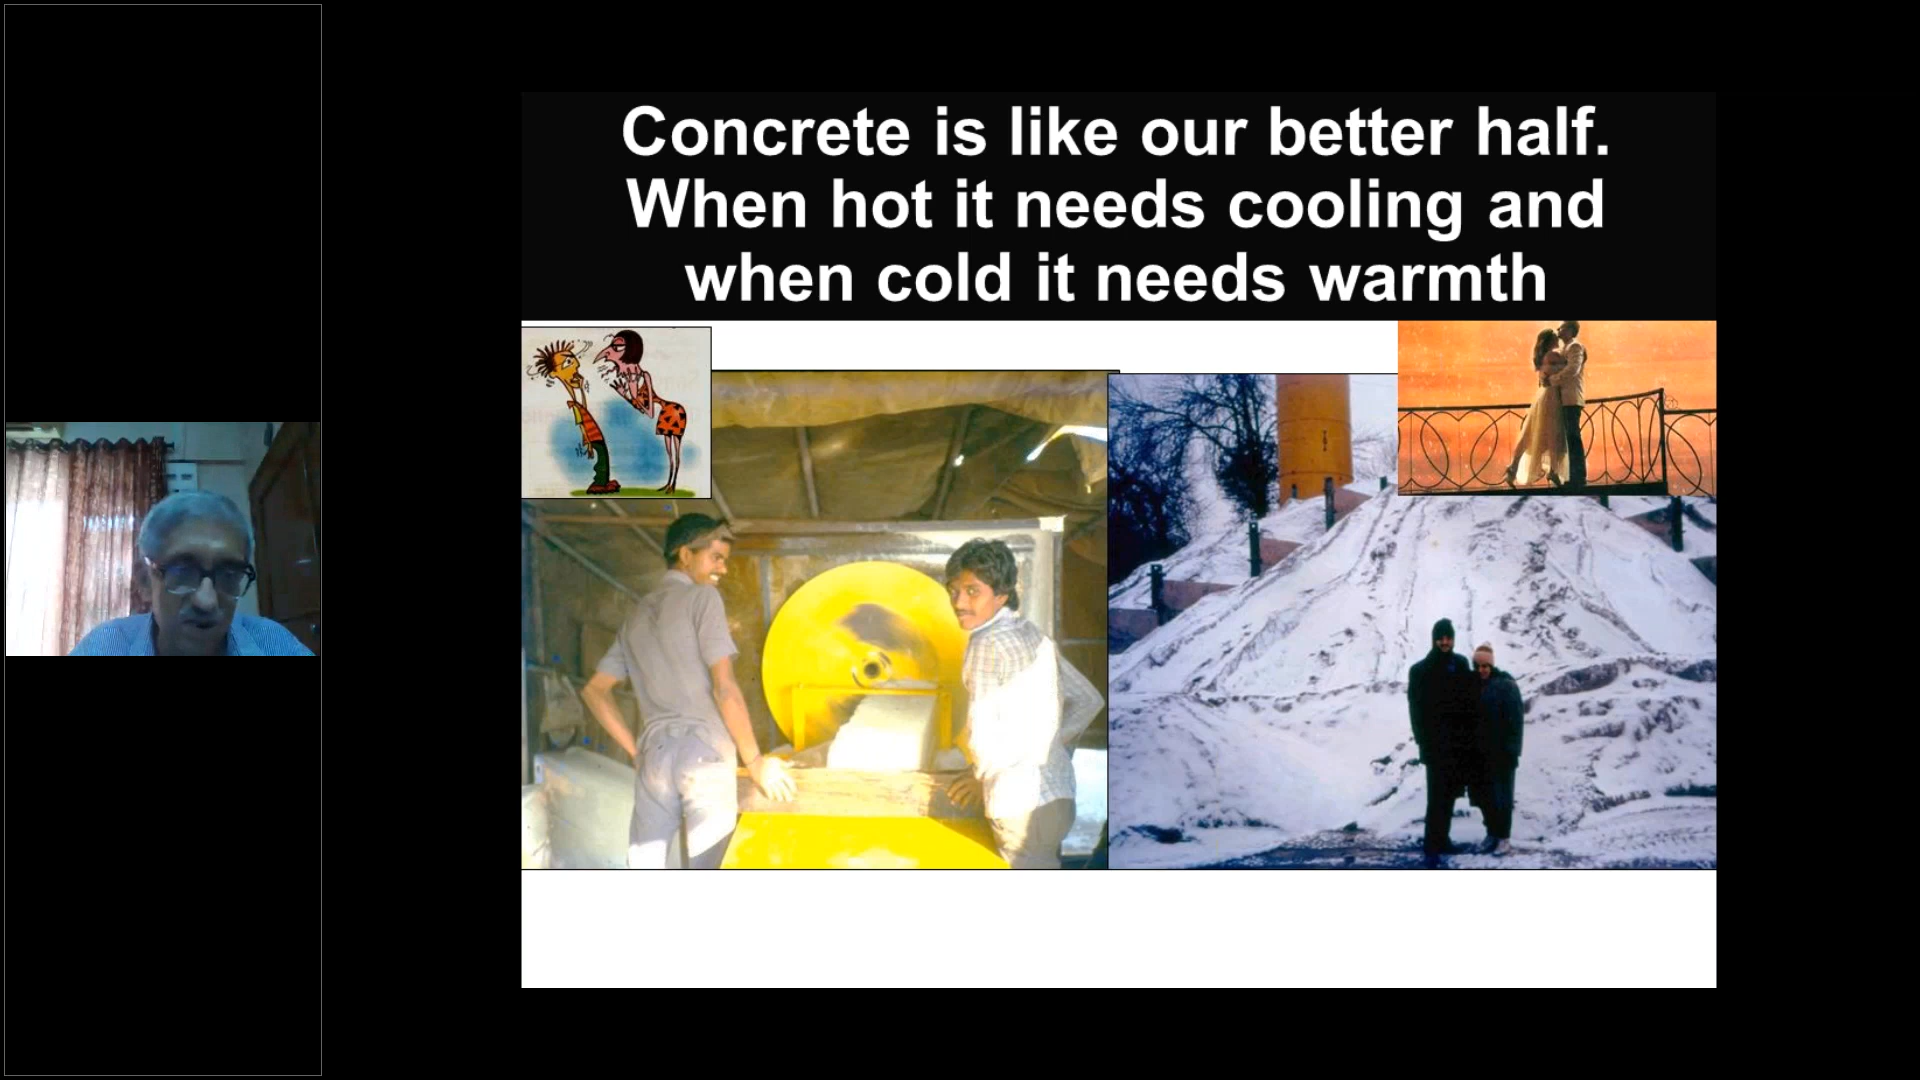 Concrete is like our better half.
When hot it needs cooling and
when cold it needs warmth